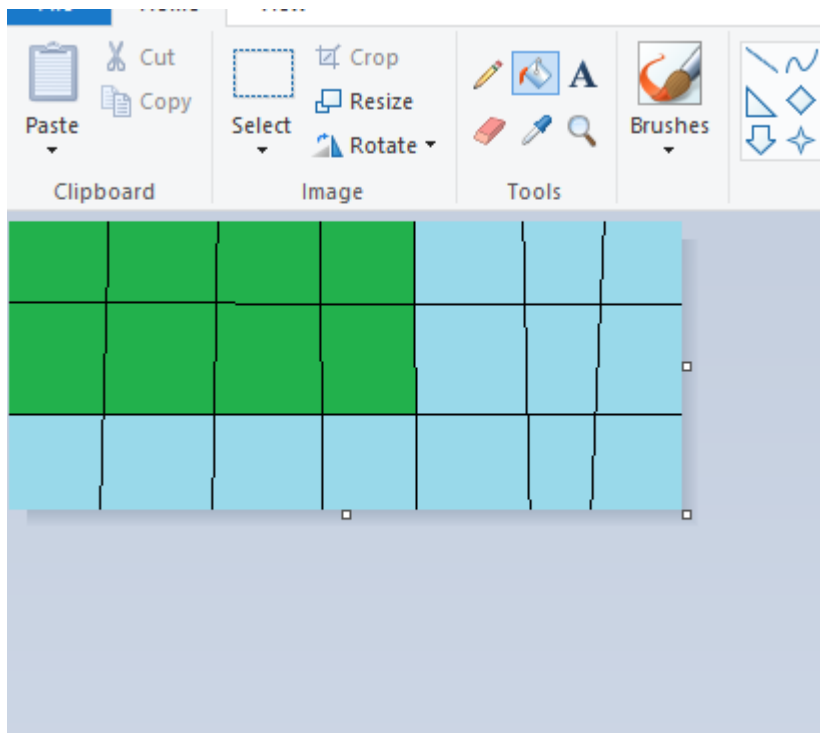 Cut
Crop
Copy
Resize
Paste
Select
Rotate
Brushes
Clipboard
Image
Tools
A